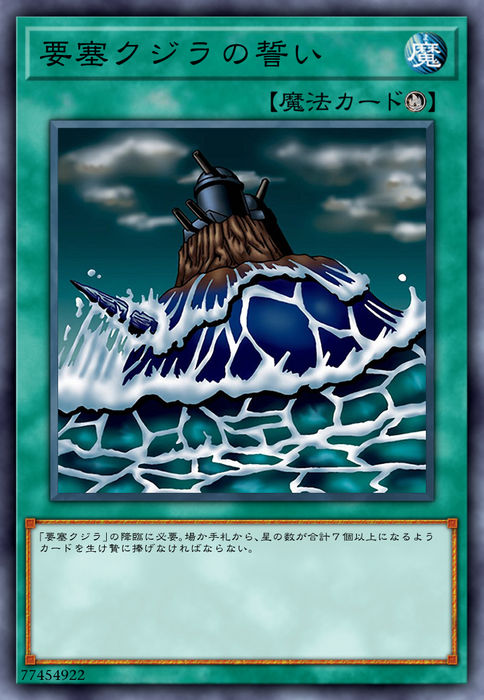 要塞クジラの誓い
魔
【魔法カード】
「要塞クジラ」の降臨に必要。場か手札から、星の数が合計７個以上になるよう
カードを生け贄に捧げなければならない。
77454922